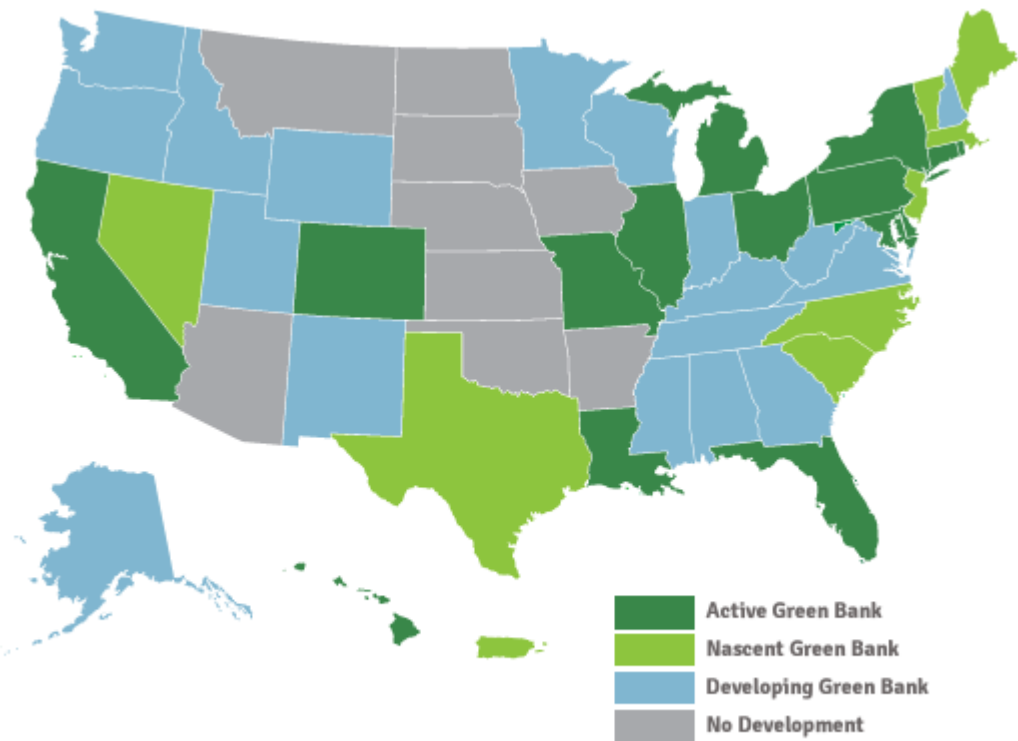 Active Green Bank
Nascent Green Bank
Developing Green Bank
No Development